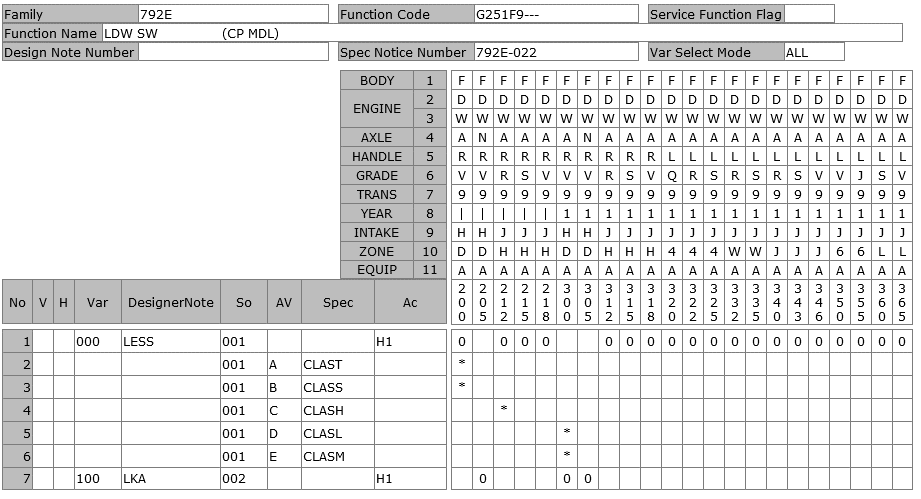 Family 792E Function Code G251F9--- Service Function Flag
Function Name LDW SW (CP MDL)
Design Note Number Spec Notice Number 792E-022 Var Select Mode ALL
BODY 1 F F F F F F F F F F F F F F F F F F F F F F
ENGINE 2 D D D D D D D D D D D D D D D D D D D D D D
3 W W W W W W W W W W W W W W W W W W W W W W
AXLE 4 A N A A A A N A A A A A A A A A A A A A A A
HANDLE 5 R R R R R R R R R R L L L L L L L L L L L L
GRADE 6 V V R S V V V R S V Q R S R S R S V V J S V
TRANS 7 9 9 9 9 9 9 9 9 9 9 9 9 9 9 9 9 9 9 9 9 9 9
YEAR 8 | | | | | 1 1 1 1 1 1 1 1 1 1 1 1 1 1 1 1 1
INTAKE 9 H H J J J H H J J J J J J J J J J J J J J J
ZONE 10 D D H H H D D H H H 4 4 4 W W J J J 6 6 L L
EQUIP 11 A A A A A A A A A A A A A A A A A A A A A A
No V H Var DesignerNote So AV Spec Ac 200 205 212 215 218 300 305 312 315 318 320 322 325 332 335 340 343 346 350 355 360 365
1 000 LESS 001 H1 0 0 0 0 0 0 0 0 0 0 0 0 0 0 0 0 0 0 0
2 001 A CLAST *
3 001 B CLASS *
4 001 C CLASH *
5 001 D CLASL *
6 001 E CLASM *
7 100 LKA 002 H1 0 0 0